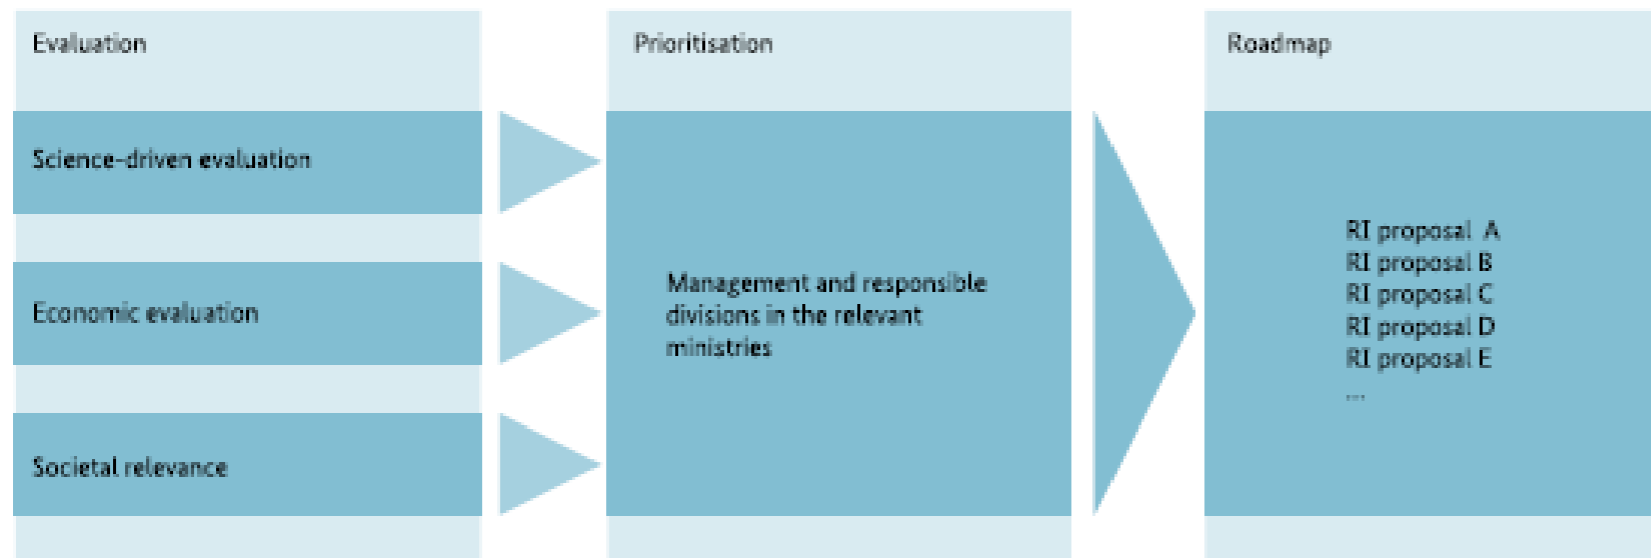 Evaluation
Science-driven evaluation
Economic evaluation
Societal relevance
Prioritisation
Management and responsible
divisions in the relevant
ministries
Roadmap
RI proposal A
RI proposal B
RI proposal C
RI proposal D
RI proposal E
...